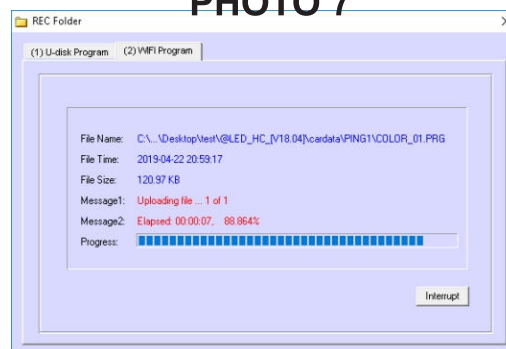 PHOTO 7
REC Folder
(1) U-disk Program (2) WIFI Program
File Name: C:\...\Desktop\test\@LED_HC_[V18.04]\cardata\PING1\COLOR_01.PRG
File Time: 2019-04-22 20:59:17
File Size: 120.97 KB
Message1: Uploading file ... 1 of 1
Message2: Elapsed: 00:00:07, 88.864%
Progress:
Interrupt